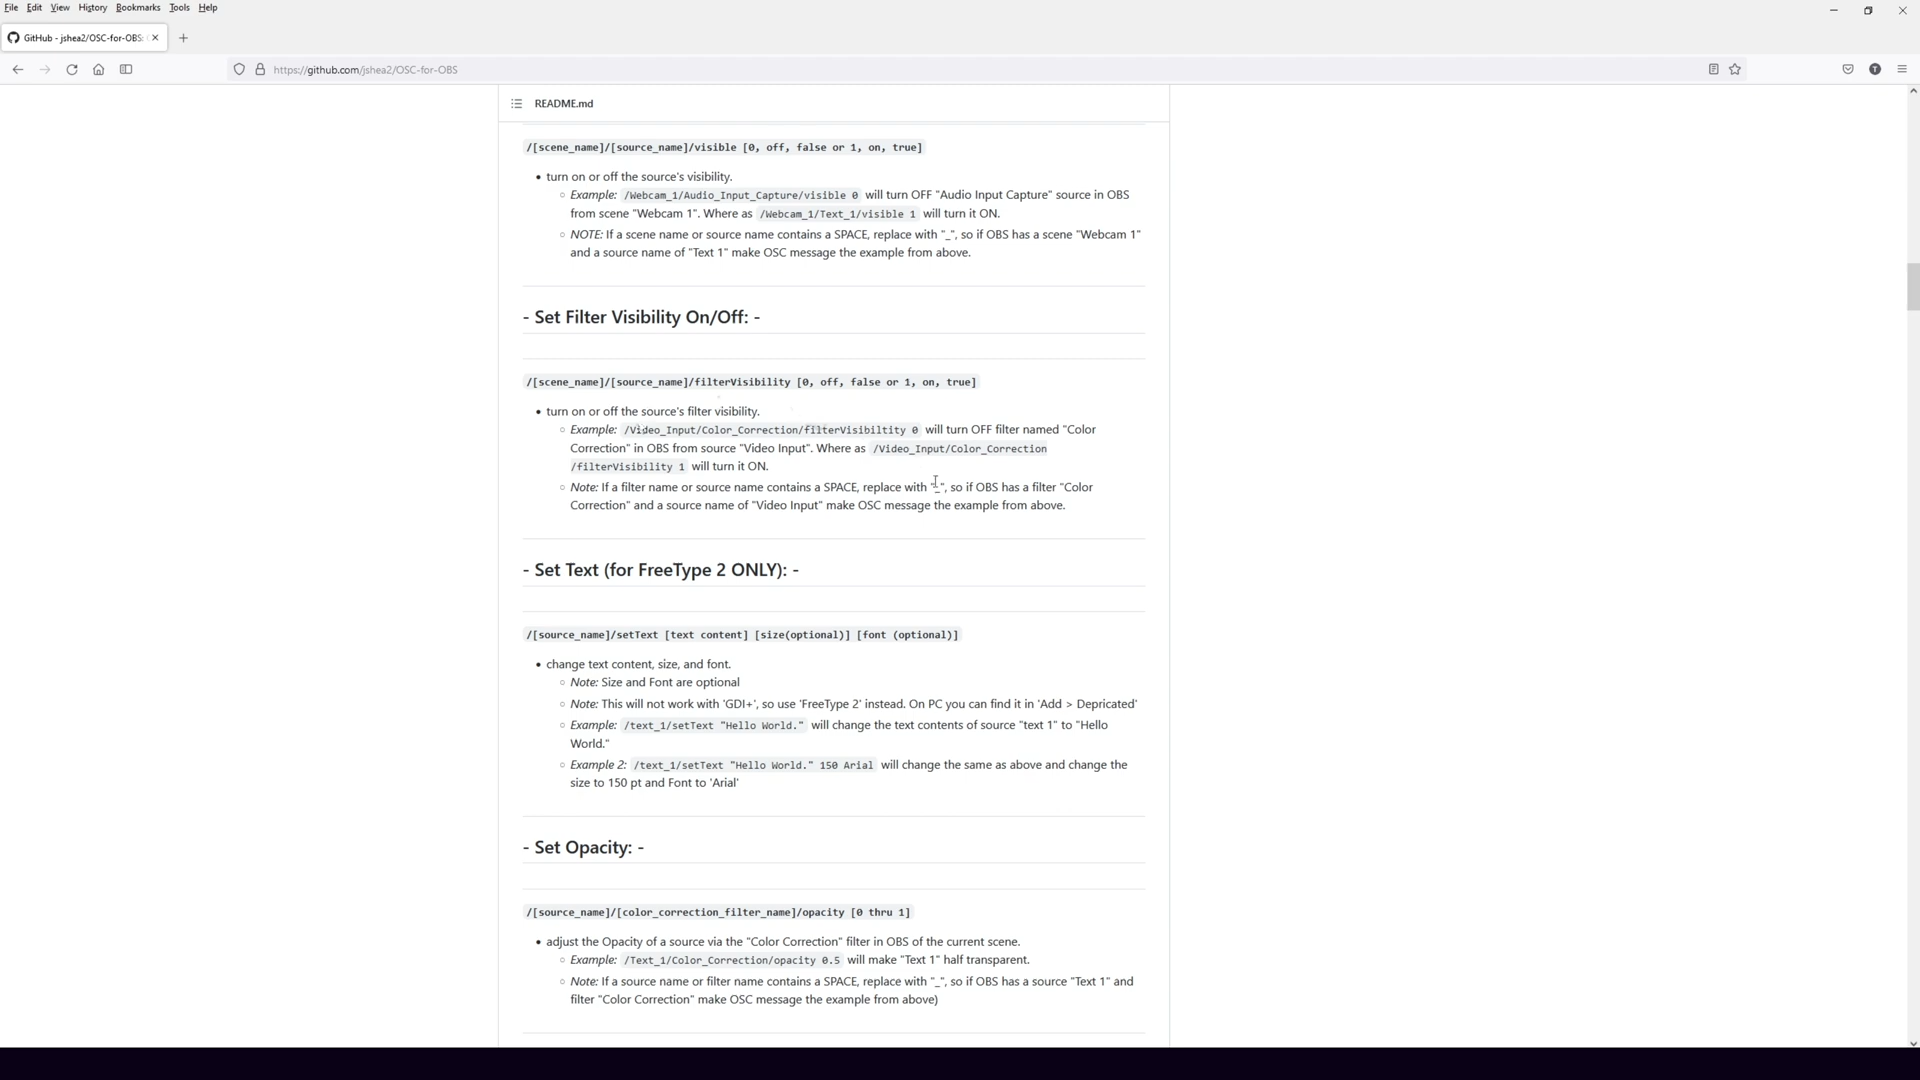 File Edit View History Bookmarks Tools Help
GitHub - jshea2/OSC-for-OBS:
https://github.com/jshea2/OSC-for-OBS
T
README.md
/[scene_name]/[source_name]/visible [0, off, false or 1, on, true]
• turn on or off the source's visibility.
◦ Example: /Webcam_1/Audio_Input_Capture/visible 0 will turn OFF "Audio Input Capture" source in OBS
from scene "Webcam 1". Where as /Webcam_1/Text_1/visible 1 will turn it ON.
◦ NOTE: If a scene name or source name contains a SPACE, replace with "_", so if OBS has a scene "Webcam 1"
and a source name of "Text 1" make OSC message the example from above.
- Set Filter Visibility On/Off: -
/[scene_name]/[source_name]/filterVisibility [0, off, false or 1, on, true]
• turn on or off the source's filter visibility.
◦ Example: /Video_Input/Color_Correction/filterVisibiltity 0 will turn OFF filter named "Color
Correction" in OBS from source "Video Input". Where as /Video_Input/Color_Correction
/filterVisibility 1 will turn it ON.
◦ Note: If a filter name or source name contains a SPACE, replace with "_", so if OBS has a filter "Color
Correction" and a source name of "Video Input" make OSC message the example from above.
- Set Text (for FreeType 2 ONLY): -
/[source_name]/setText [text content] [size(optional)] [font (optional)]
• change text content, size, and font.
◦ Note: Size and Font are optional
◦ Note: This will not work with 'GDI+', so use 'FreeType 2' instead. On PC you can find it in 'Add > Depricated'
◦ Example: /text_1/setText "Hello World." will change the text contents of source "text 1" to "Hello
World."
◦ Example 2: /text_1/setText "Hello World." 150 Arial will change the same as above and change the
size to 150 pt and Font to 'Arial'
- Set Opacity: -
/[source_name]/[color_correction_filter_name]/opacity [0 thru 1]
• adjust the Opacity of a source via the "Color Correction" filter in OBS of the current scene.
◦ Example: /Text_1/Color_Correction/opacity 0.5 will make "Text 1" half transparent.
◦ Note: If a source name or filter name contains a SPACE, replace with "_", so if OBS has a source "Text 1" and
filter "Color Correction" make OSC message the example from above)